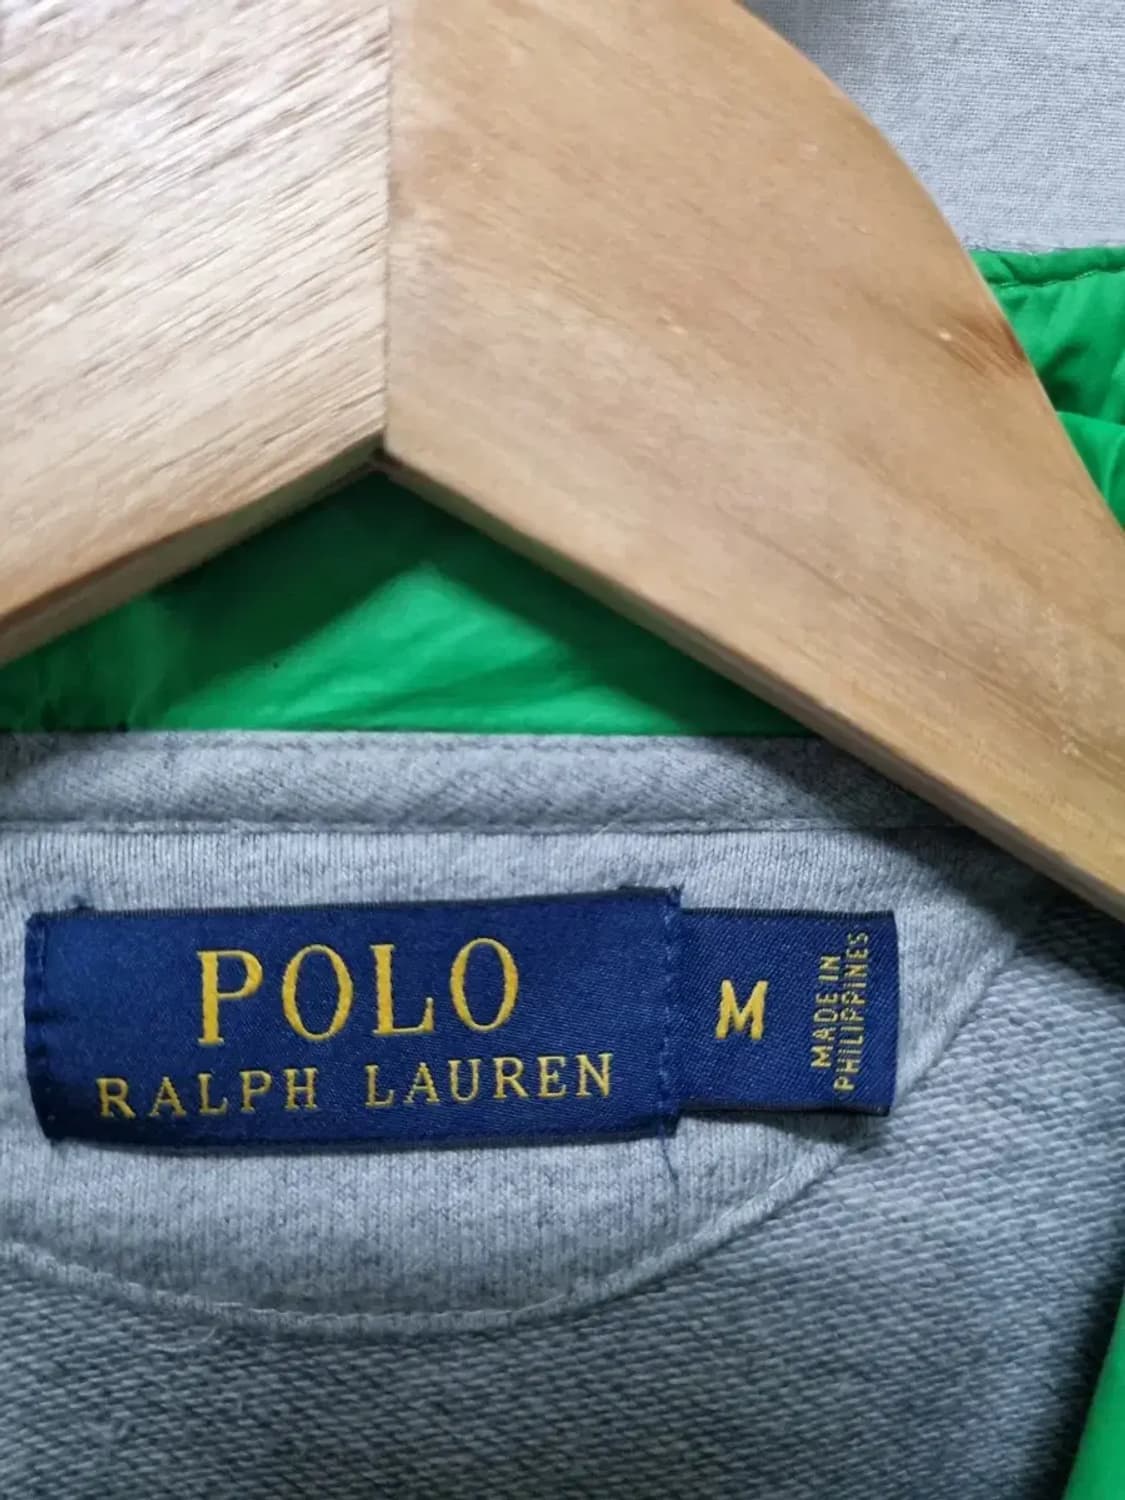 POLO
RALPH LAUREN
M
MADE IN
PHILIPPINES